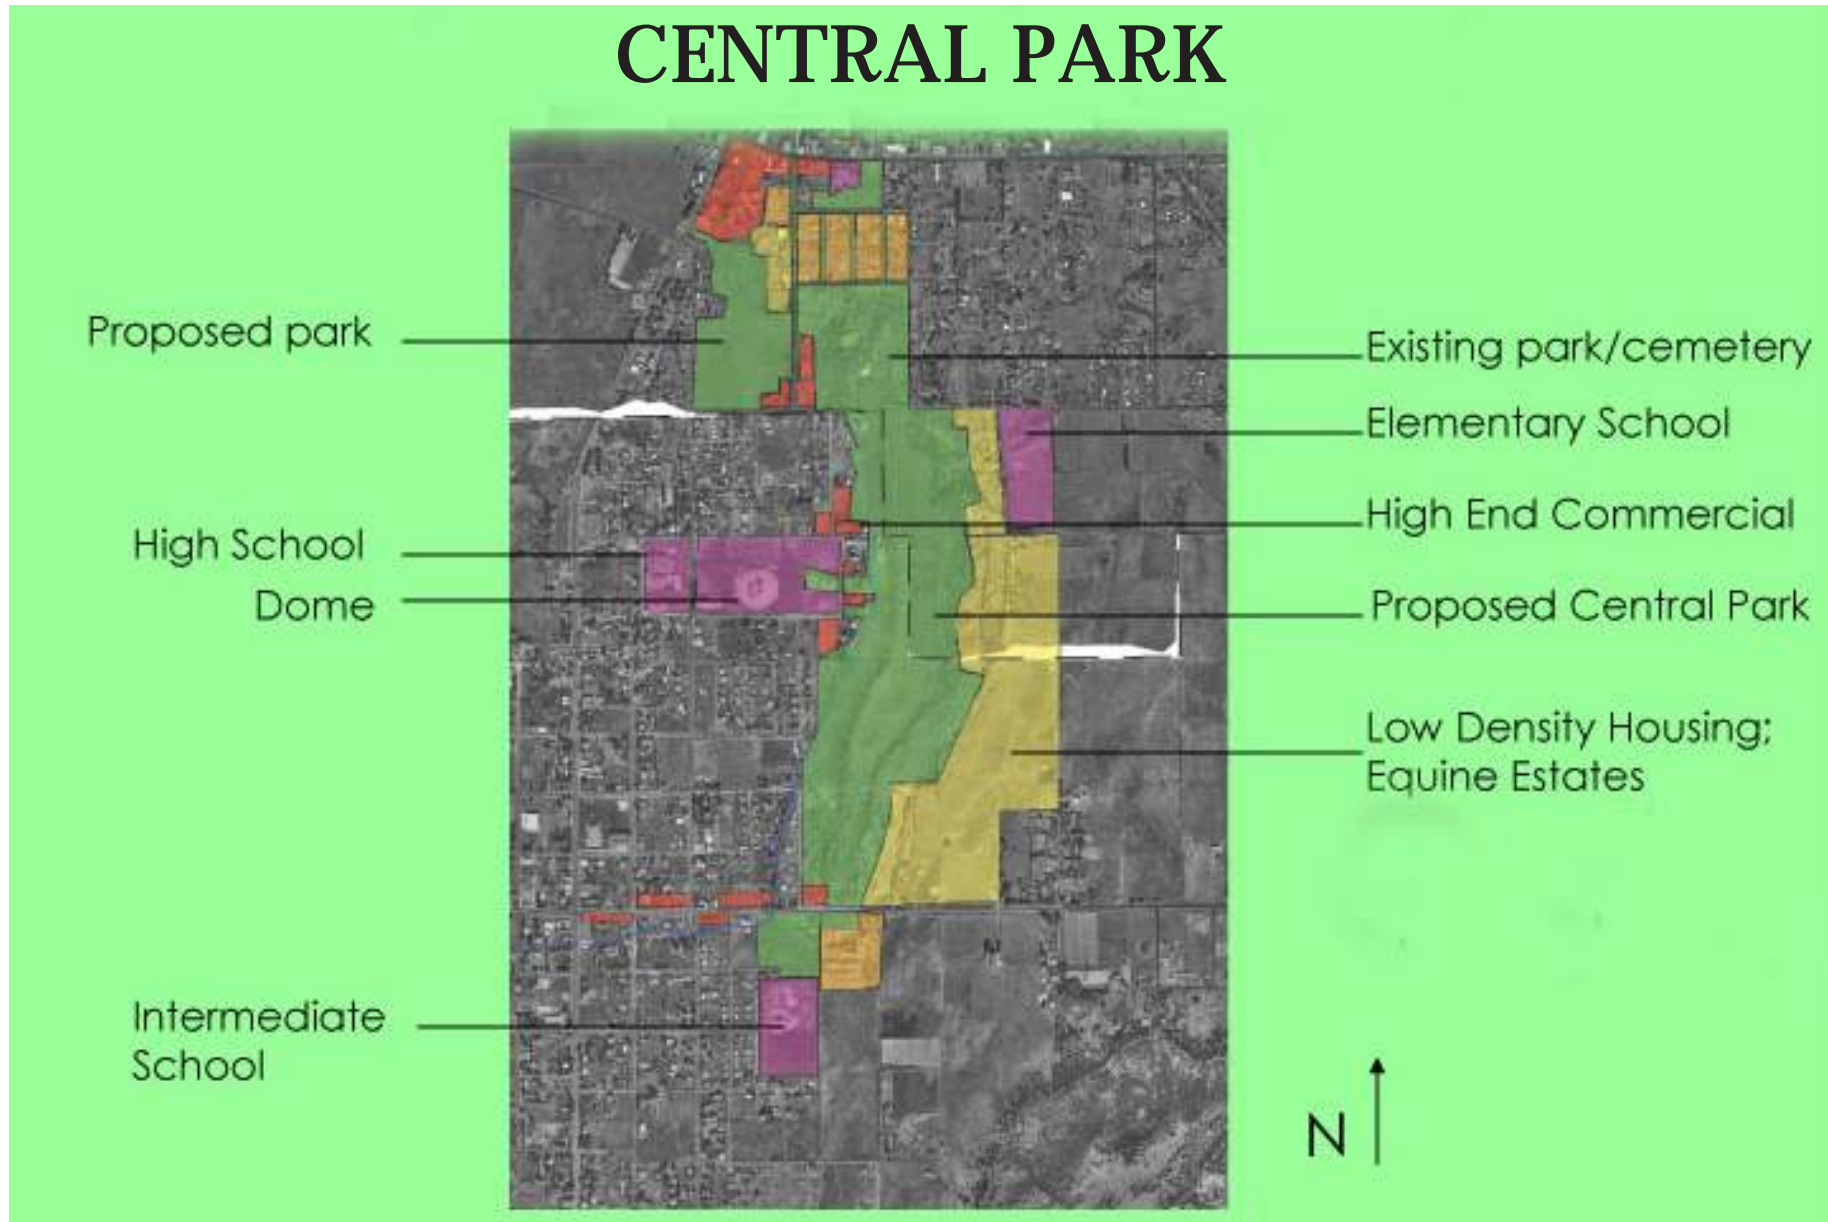 CENTRAL PARK
Proposed park
Existing park/cemetery
Elementary School
High End Commercial
High School
Dome
Proposed Central Park
Low Density Housing;
Equine Estates
Intermediate
School
N